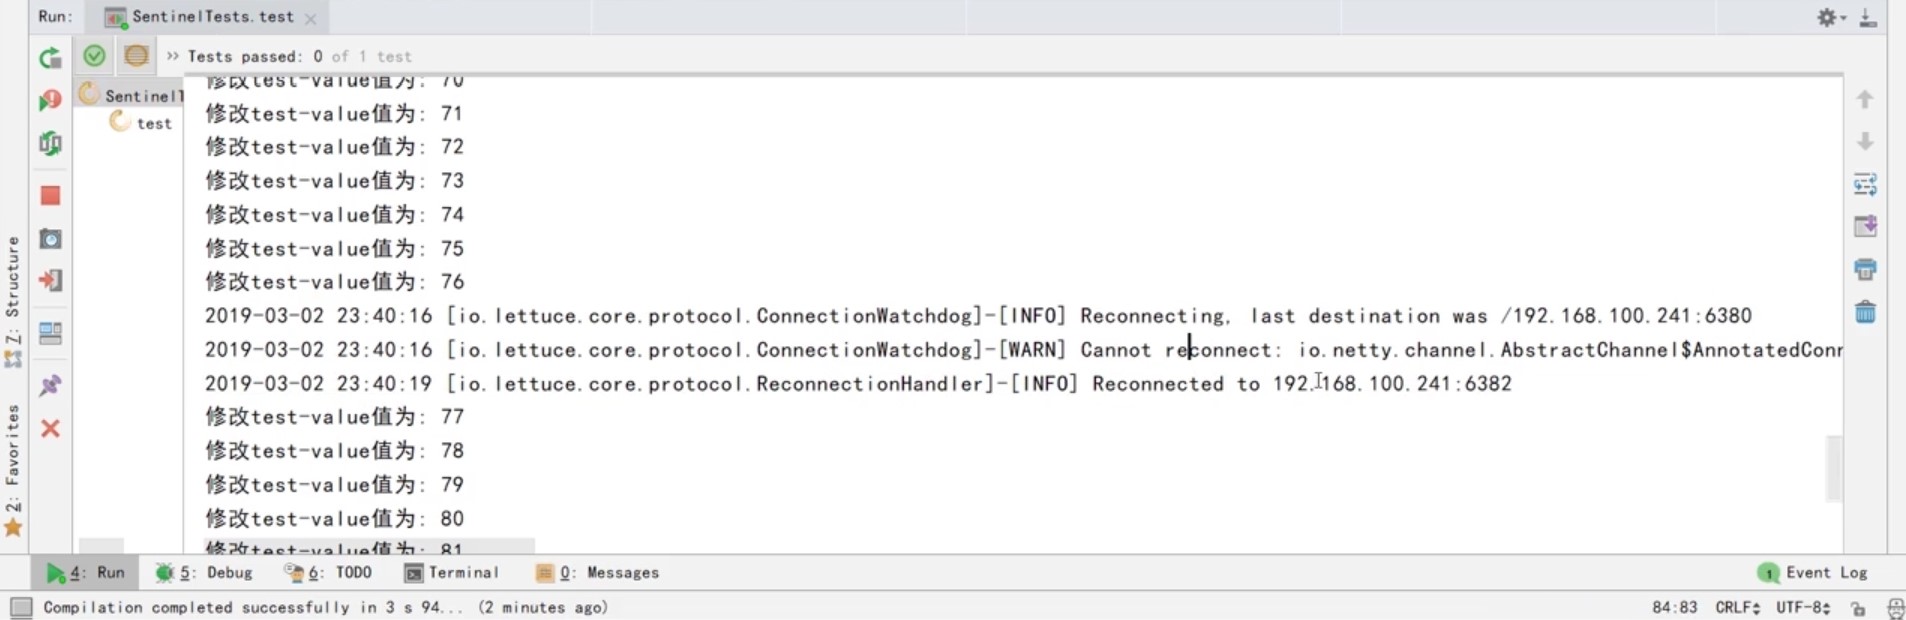 Run: SentinelTests.test
>> Tests passed: 0 of 1 test
SentinelT
test
修改test-value值为: 70
修改test-value值为: 71
修改test-value值为: 72
修改test-value值为: 73
修改test-value值为: 74
修改test-value值为: 75
修改test-value值为: 76
2019-03-02 23:40:16 [io.lettuce.core.protocol.ConnectionWatchdog]-[INFO] Reconnecting, last destination was /192.168.100.241:6380
2019-03-02 23:40:16 [io.lettuce.core.protocol.ConnectionWatchdog]-[WARN] Cannot reconnect: io.netty.channel.AbstractChannel$AnnotatedConn
2019-03-02 23:40:19 [io.lettuce.core.protocol.ReconnectionHandler]-[INFO] Reconnected to 192.168.100.241:6382
修改test-value值为: 77
修改test-value值为: 78
修改test-value值为: 79
修改test-value值为: 80
修改test-value值为: 81
Z: Structure
2: Favorites
4: Run 5: Debug 6: TODO Terminal 0: Messages 1 Event Log
Compilation completed successfully in 3 s 94... (2 minutes ago) 84:83 CRLF UTF-8